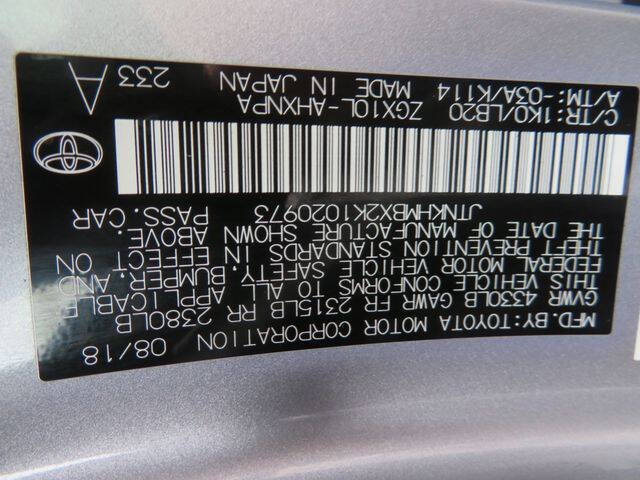 MFD. BY: TOYOTA MOTOR CORPORATION 08/18
GVWR 4330LB GAWR FR 2315LB RR 2380LB
THIS VEHICLE CONFORMS TO ALL APPLICABLE
FEDERAL MOTOR VEHICLE SAFETY, BUMPER, AND
THEFT PREVENTION STANDARDS IN EFFECT ON
THE DATE OF MANUFACTURE SHOWN ABOVE.
JTNKHMBX2K1020973 PASS. CAR
ZGX10L-AHXNPA
MADE IN JAPAN
C/TR: 1K0/LB20
A/TM: -03A/K114
A 233